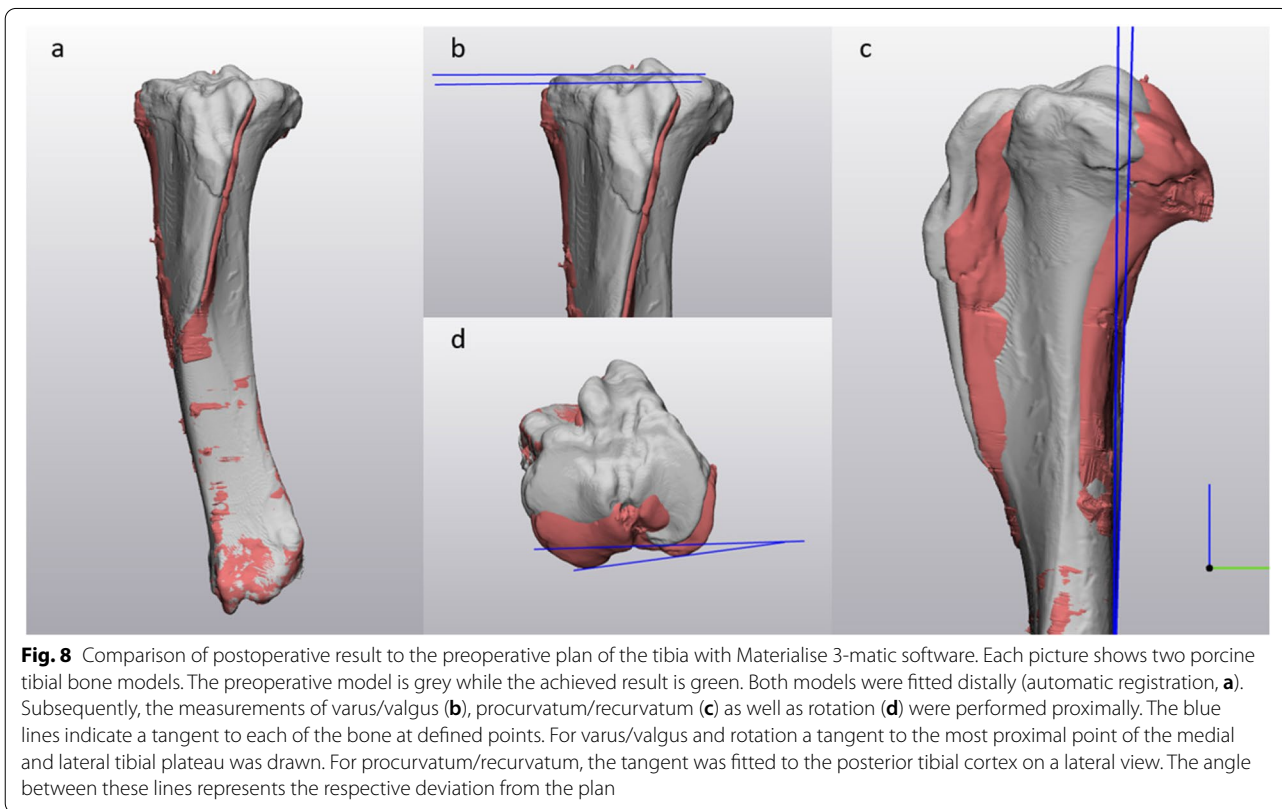 a
b
c
d
Fig. 8 Comparison of postoperative result to the preoperative plan of the tibia with Materialise 3-matic software. Each picture shows two porcine
tibial bone models. The preoperative model is grey while the achieved result is green. Both models were fitted distally (automatic registration, a).
Subsequently, the measurements of varus/valgus (b), procurvatum/recurvatum (c) as well as rotation (d) were performed proximally. The blue
lines indicate a tangent to each of the bone at defined points. For varus/valgus and rotation a tangent to the most proximal point of the medial
and lateral tibial plateau was drawn. For procurvatum/recurvatum, the tangent was fitted to the posterior tibial cortex on a lateral view. The angle
between these lines represents the respective deviation from the plan